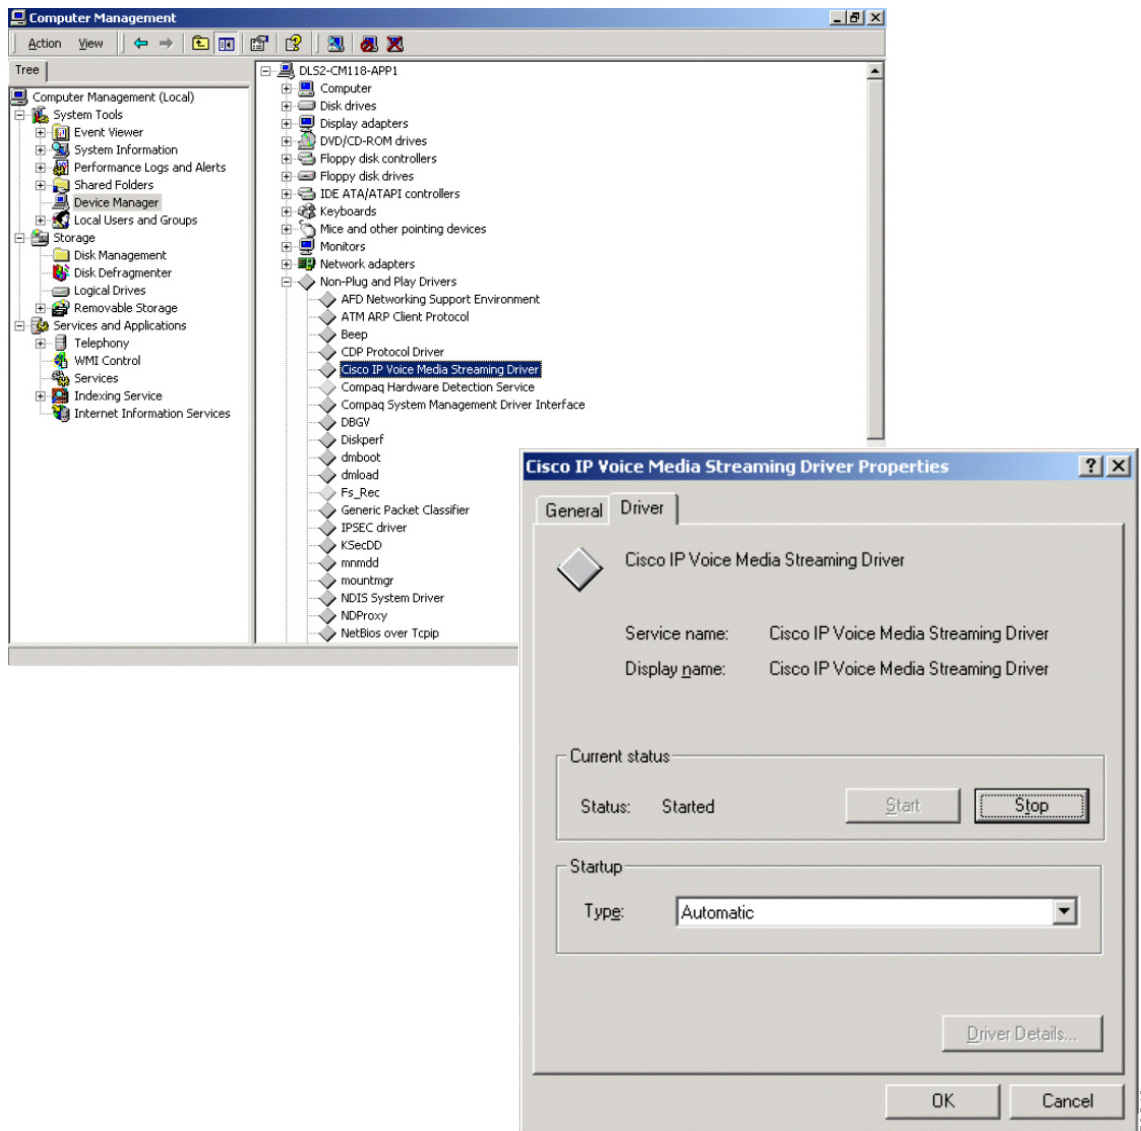 Computer Management
Action View
Tree
Computer Management (Local)
System Tools
Event Viewer
System Information
Performance Logs and Alerts
Shared Folders
Device Manager
Local Users and Groups
Storage
Disk Management
Disk Defragmenter
Logical Drives
Removable Storage
Services and Applications
Telephony
WMI Control
Services
Indexing Service
Internet Information Services
DLS2-CM118-APP1
Computer
Disk drives
Display adapters
DVD/CD-ROM drives
Floppy disk controllers
Floppy disk drives
IDE ATA/ATAPI controllers
Keyboards
Mice and other pointing devices
Monitors
Network adapters
Non-Plug and Play Drivers
AFD Networking Support Environment
ATM ARP Client Protocol
Beep
CDP Protocol Driver
Cisco IP Voice Media Streaming Driver
Compaq Hardware Detection Service
Compaq System Management Driver Interface
DBGV
Diskperf
dmboot
dmload
Fs_Rec
Generic Packet Classifier
IPSEC driver
KSecDD
mnmdd
mountmgr
NDIS System Driver
NDProxy
NetBios over Tcpip
Cisco IP Voice Media Streaming Driver Properties
General Driver
Cisco IP Voice Media Streaming Driver
Service name: Cisco IP Voice Media Streaming Driver
Display name: Cisco IP Voice Media Streaming Driver
Current status
Status: Started Start Stop
Startup
Type: Automatic
Driver Details...
OK Cancel